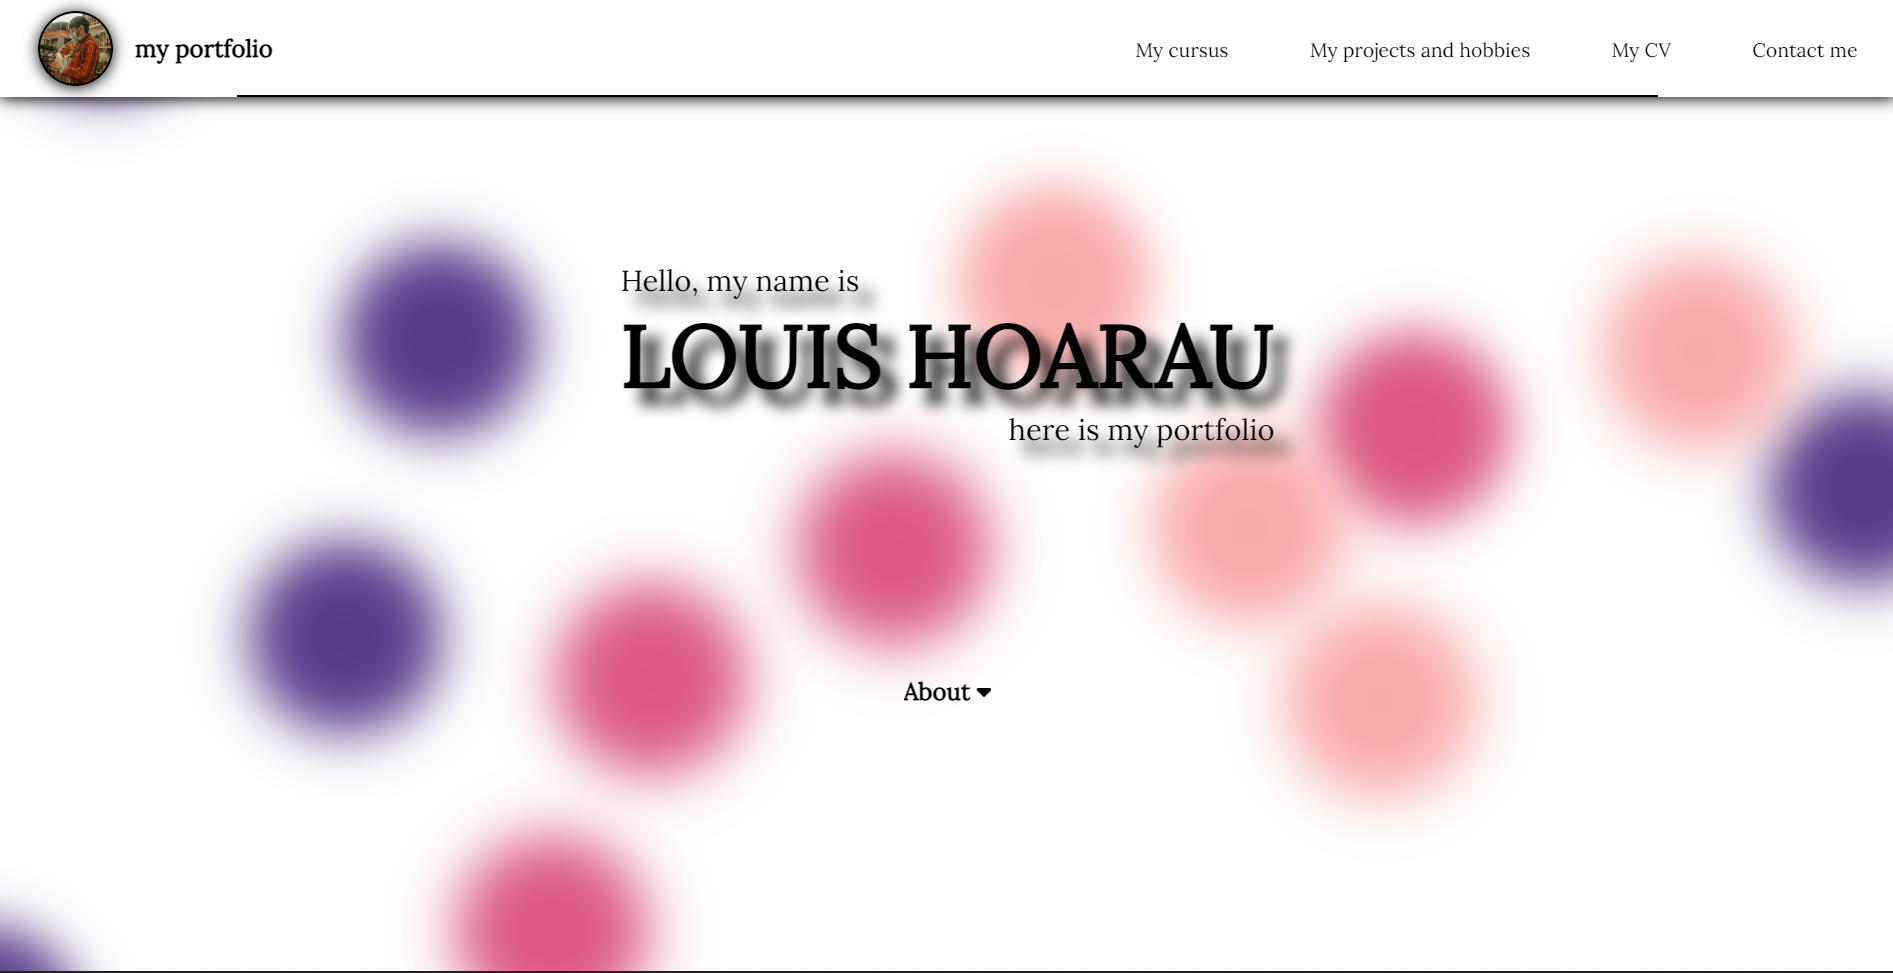 my portfolio
My cursus
My projects and hobbies
My CV
Contact me
Hello, my name is
LOUIS HOARAU
here is my portfolio
About